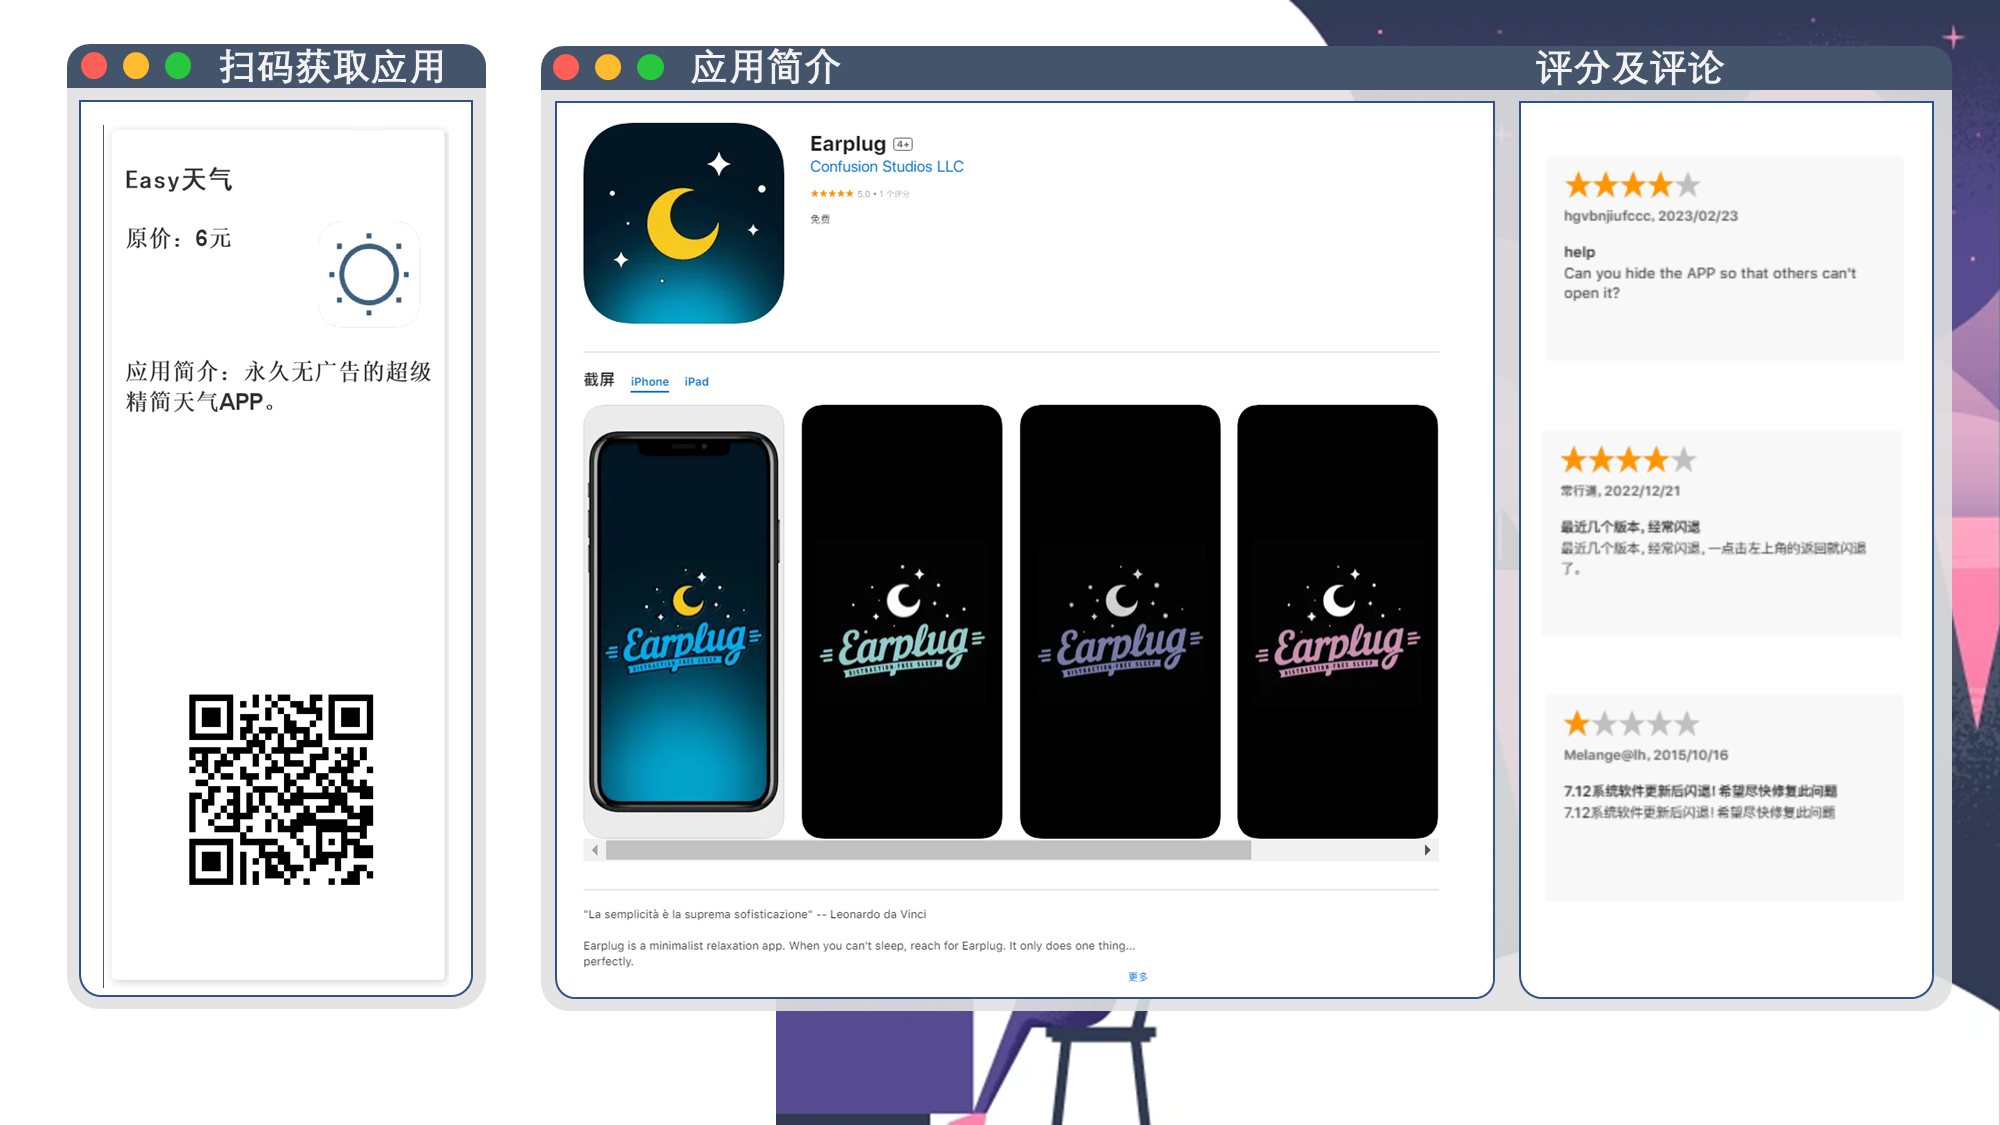 扫码获取应用
Easy天气
原价：6元
应用简介：永久无广告的超级
精简天气APP。
应用简介
Earplug 4+
Confusion Studios LLC
★★★★★ 5.0 • 1 个评分
免费
截屏 iPhone iPad
Earplug
DISTRACTION-FREE SLEEP
Earplug
DISTRACTION-FREE SLEEP
Earplug
DISTRACTION-FREE SLEEP
Earplug
DISTRACTION-FREE SLEEP
"La semplicità è la suprema sofisticazione" -- Leonardo da Vinci
Earplug is a minimalist relaxation app. When you can't sleep, reach for Earplug. It only does one thing...
perfectly.
更多
评分及评论
hgvbnjiufccc, 2023/02/23
help
Can you hide the APP so that others can't
open it?
常行道, 2022/12/21
最近几个版本, 经常闪退
最近几个版本, 经常闪退, 一点击左上角的返回就闪退
了。
Melange@lh, 2015/10/16
7.12系统软件更新后闪退! 希望尽快修复此问题
7.12系统软件更新后闪退! 希望尽快修复此问题